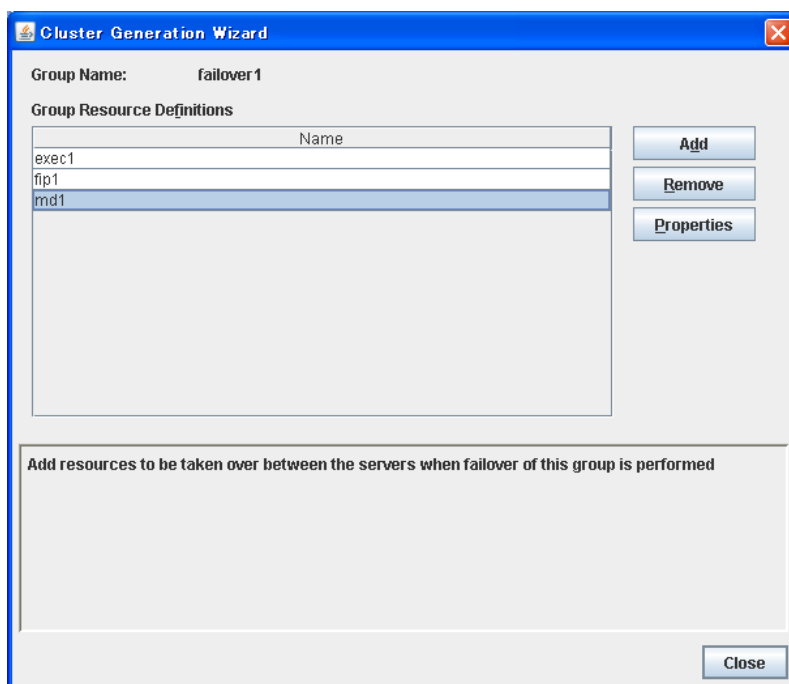 Cluster Generation Wizard
Group Name: failover1
Group Resource Definitions
Name
exec1
fip1
md1
Add
Remove
Properties
Add resources to be taken over between the servers when failover of this group is performed
Close